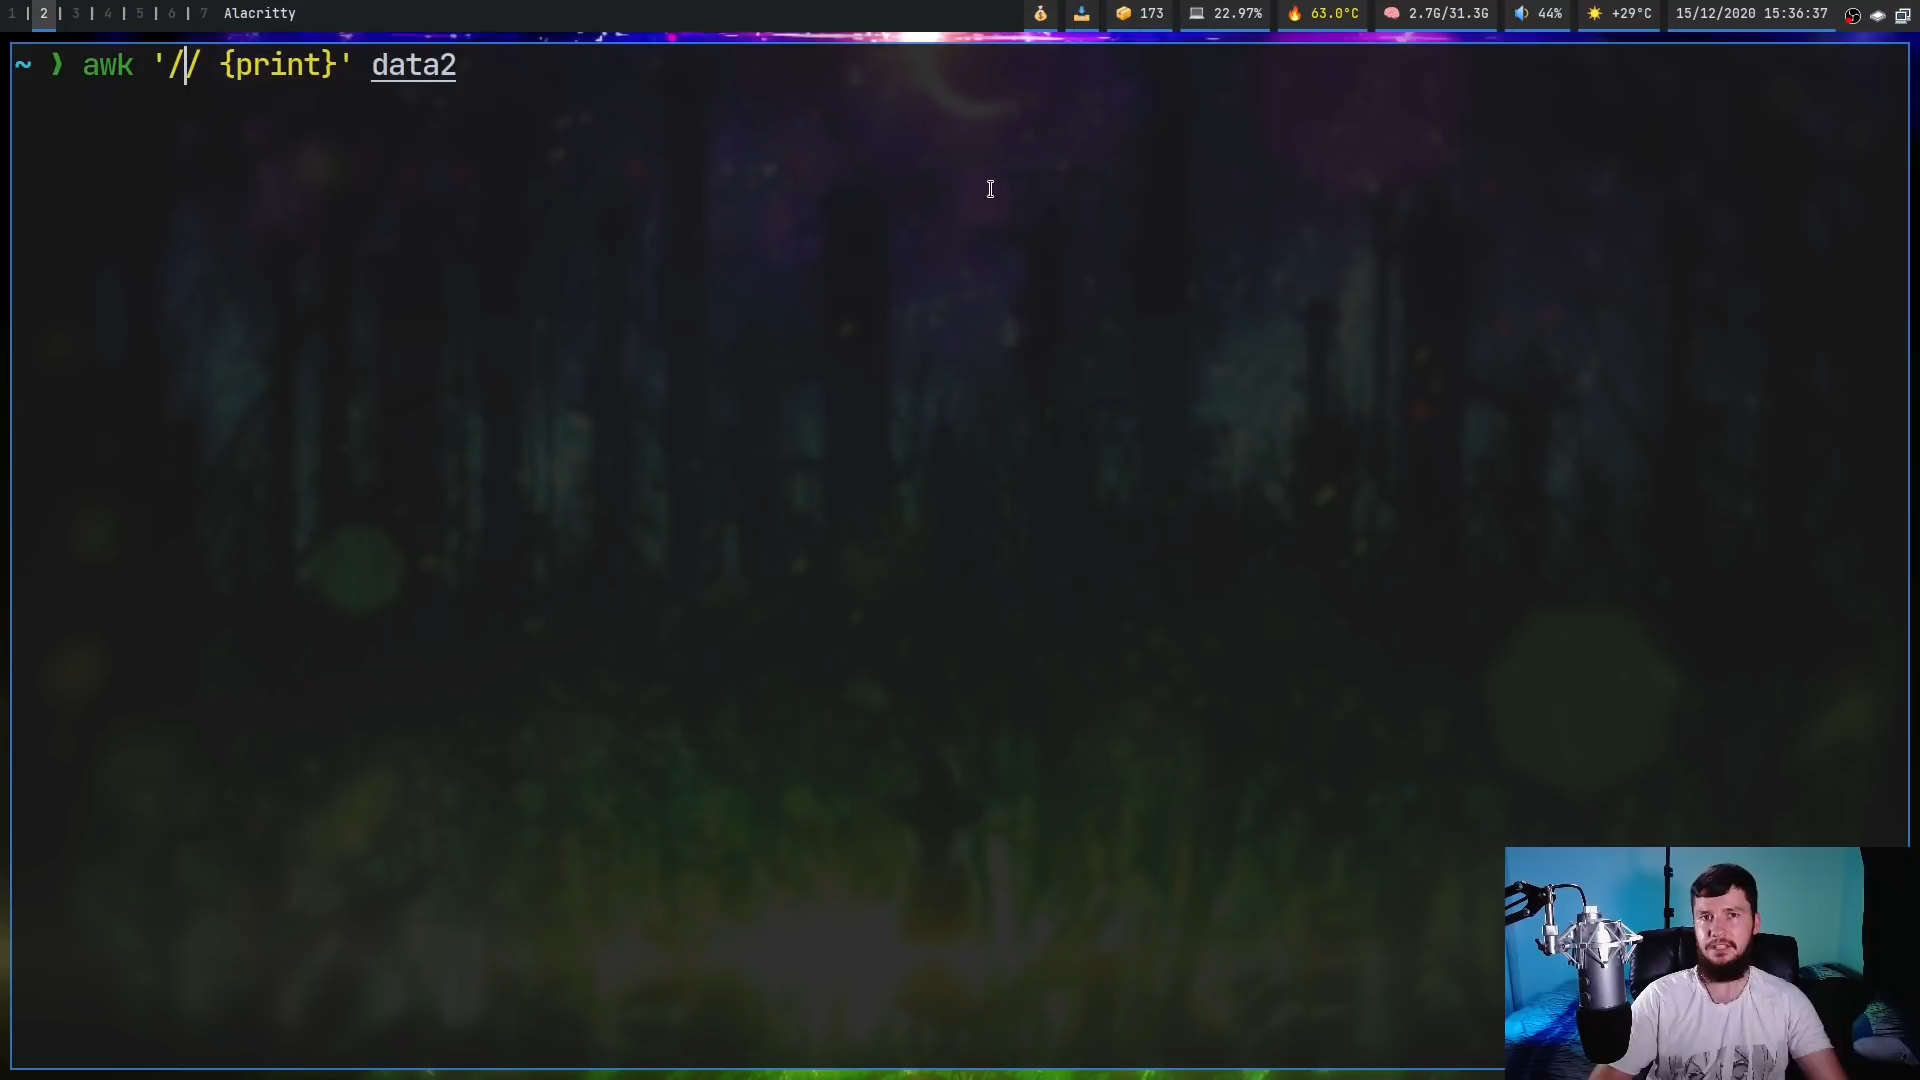 1 | 2 | 3 | 4 | 5 | 6 | 7 Alacritty 173 22.97% 63.0°C 2.7G/31.3G 44% +29°C 15/12/2020 15:36:37
~ ❯ awk '// {print}' data2